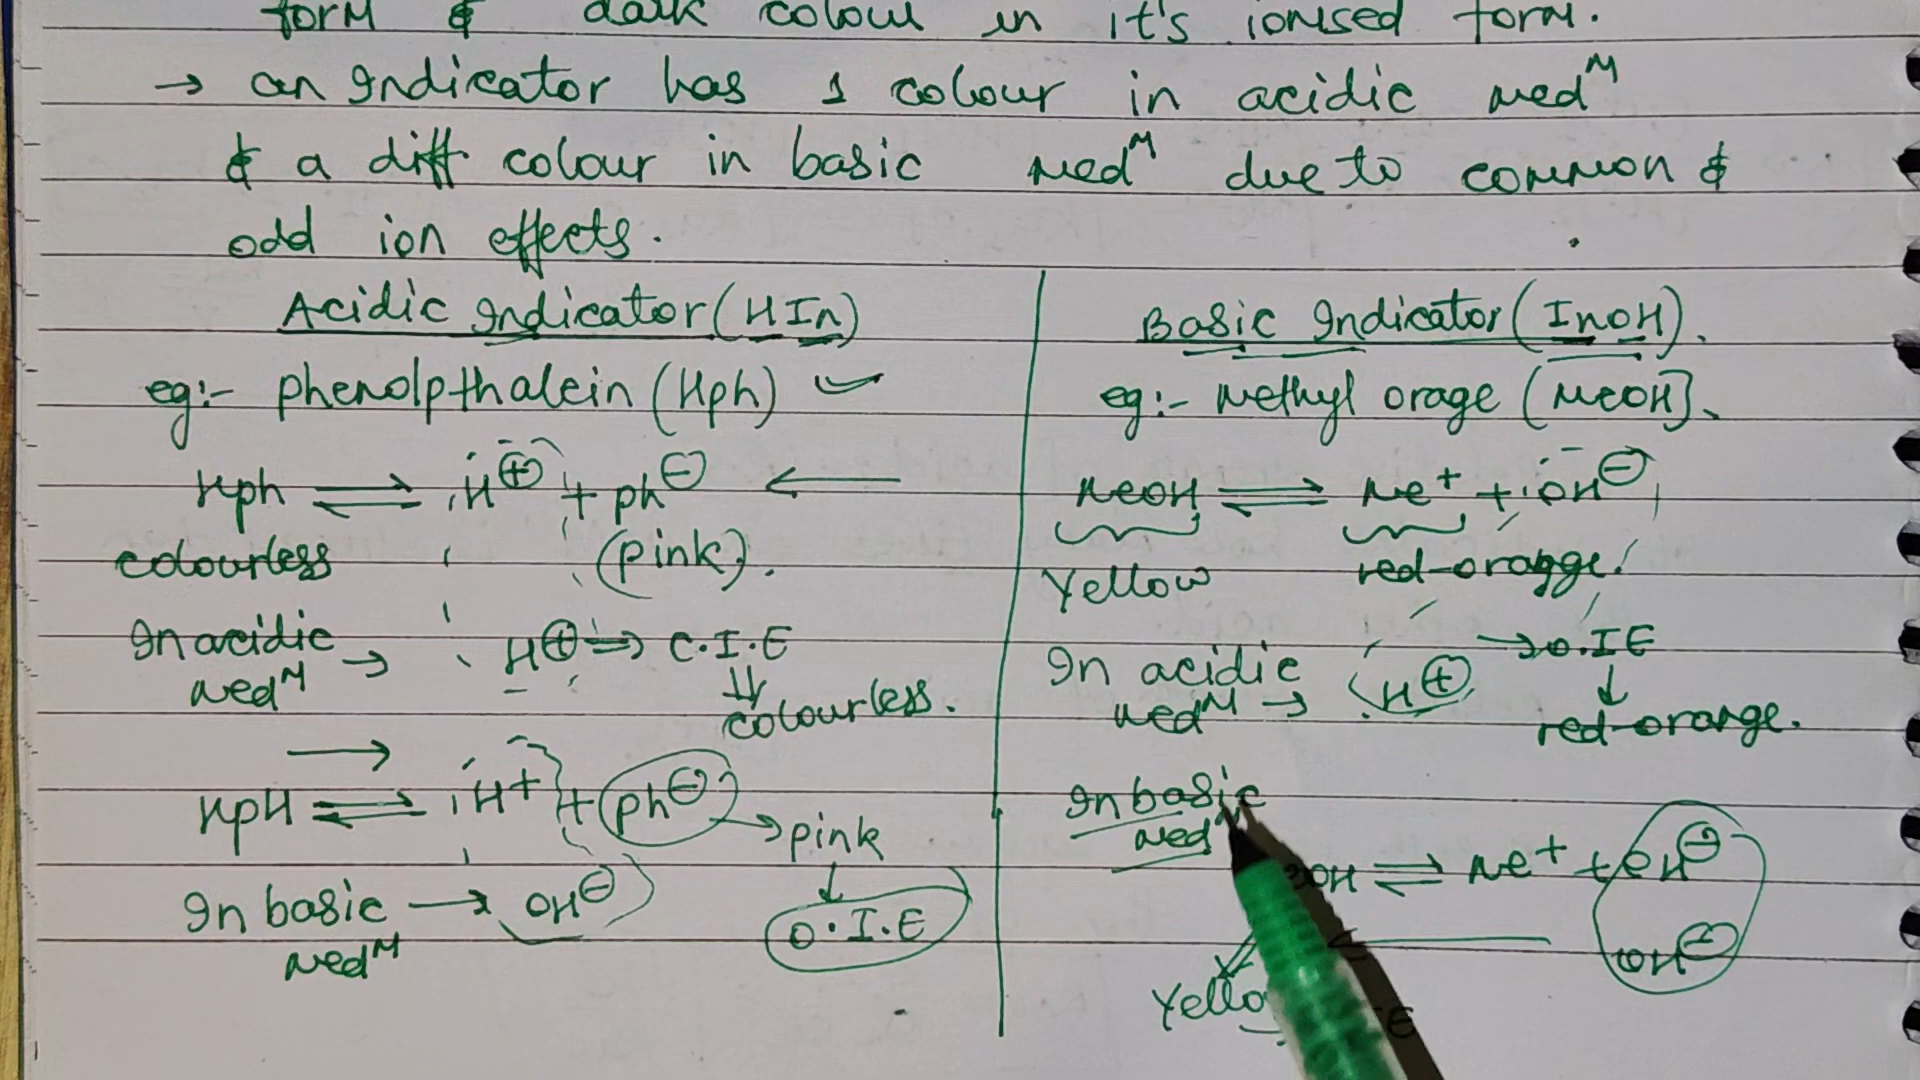 form & dark colour in it's ionised form.
→ an Indicator has 1 colour in acidic medᴹ
& a diff colour in basic medᴹ due to common &
odd ion effects.
Acidic Indicator (HIn)
eg:- phenolpthalein (Hph)
Hph ⇌ H⊕ + ph⊖ ←
colourless (pink).
In acidic medᴹ → H⊕ ⇒ C.I.E
⇓
colourless.
→
HpH ⇌ H+ + ph⊖ → pink
↓
In basic medᴹ → OH⊖ O.I.E
Basic Indicator (InOH).
eg:- Methyl orage (MeOH).
MeOH ⇌ Me+ + OH⊖
Yellow red-orangge.
In acidic medᴹ → H⊕ → O.I.E
↓
red-orange.
In basic med
OH ⇌ Me+ + OH⊖
← OH⊖
Yello